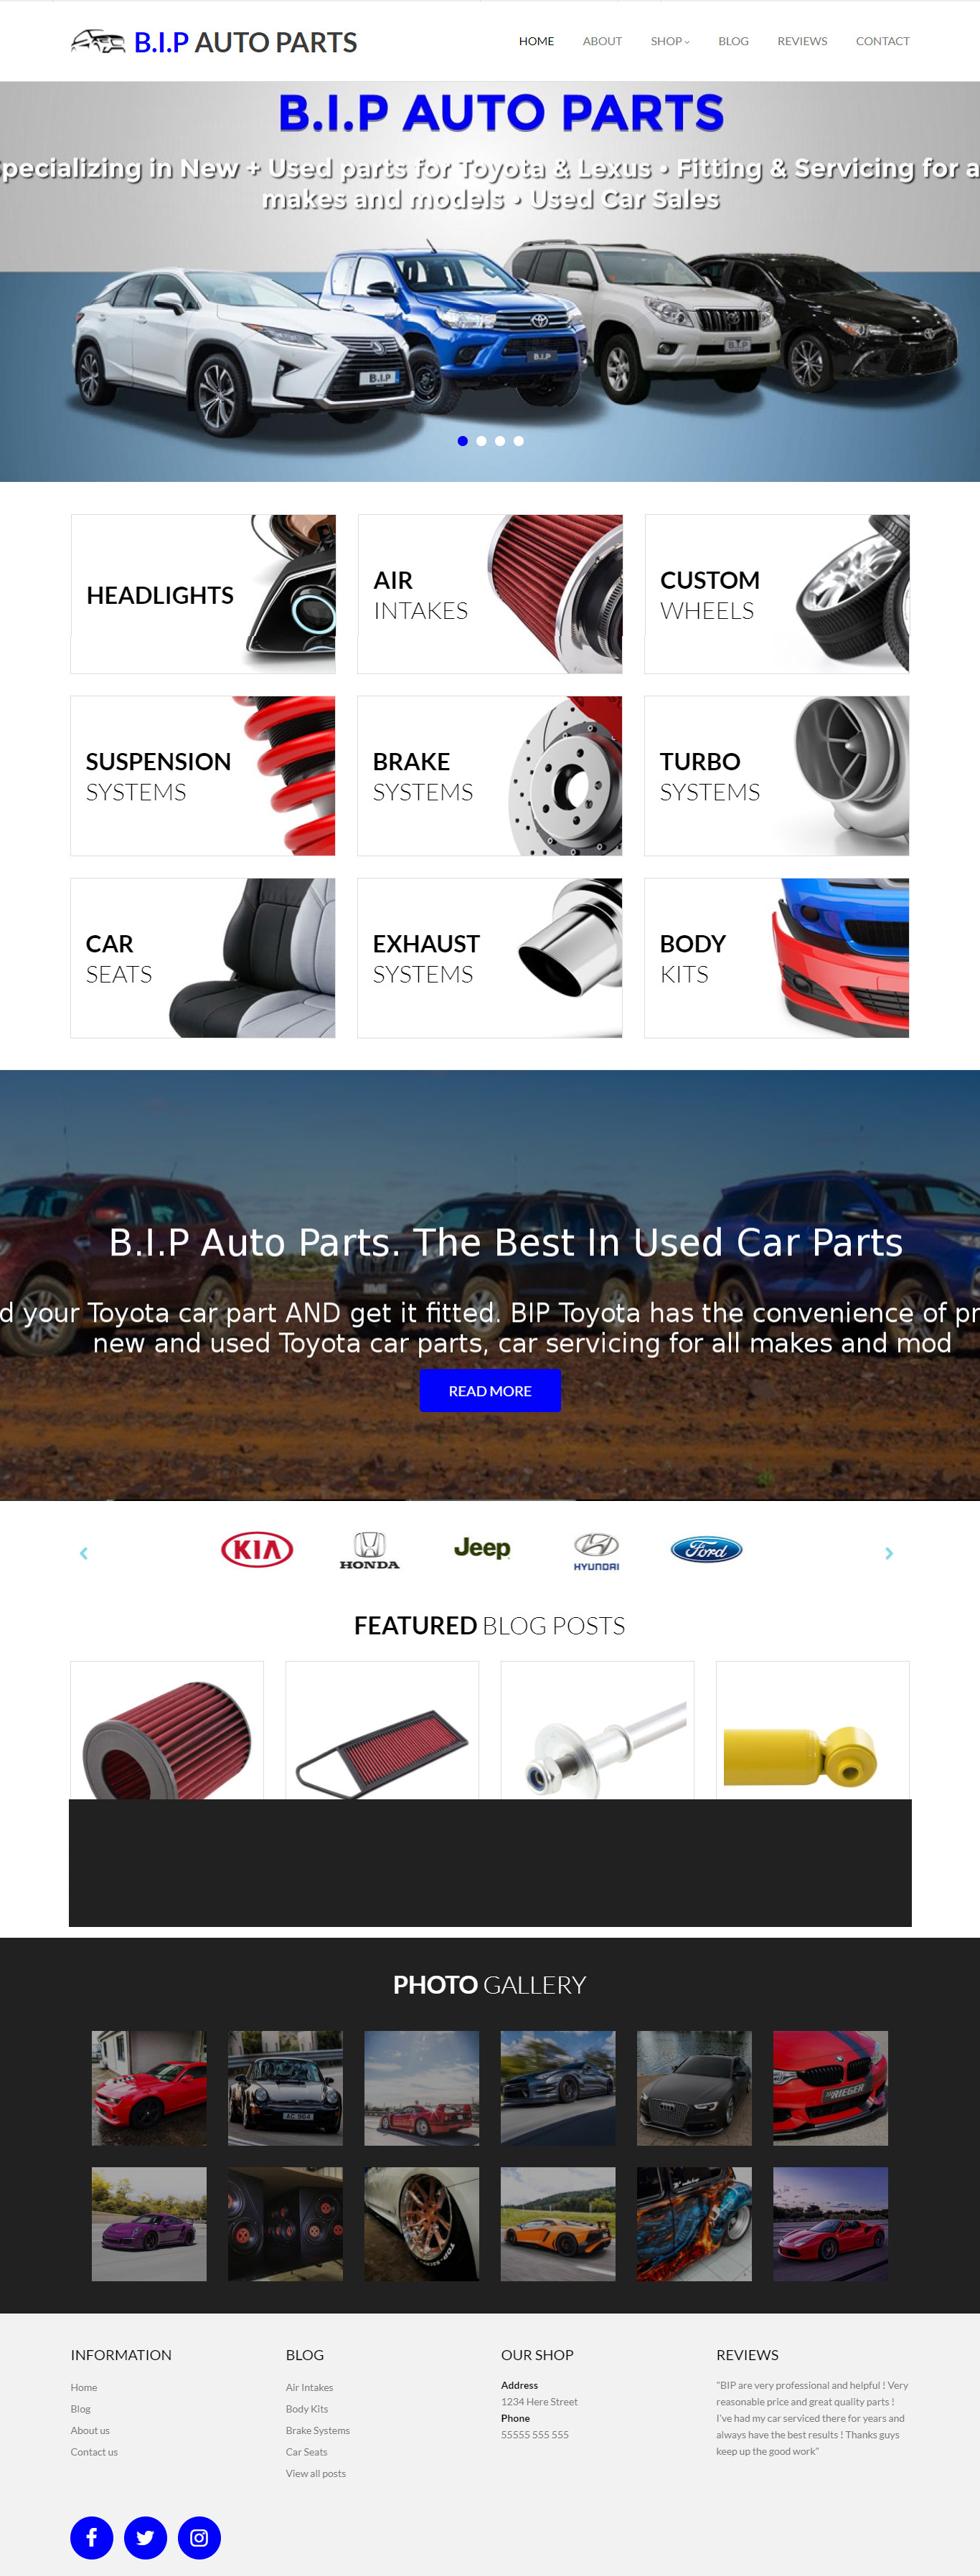 B.I.P AUTO PARTS
HOME ABOUT SHOP BLOG REVIEWS CONTACT
B.I.P AUTO PARTS
pecializing in New + Used parts for Toyota & Lexus • Fitting & Servicing for a
makes and models • Used Car Sales
B.I.P
B.I.P
B.I.P
HEADLIGHTS
AIR
INTAKES
CUSTOM
WHEELS
SUSPENSION
SYSTEMS
BRAKE
SYSTEMS
TURBO
SYSTEMS
CAR
SEATS
EXHAUST
SYSTEMS
BODY
KITS
B.I.P Auto Parts. The Best In Used Car Parts
d your Toyota car part AND get it fitted. BIP Toyota has the convenience of pr
new and used Toyota car parts, car servicing for all makes and mod
READ MORE
KIA HONDA Jeep HYUNDAI Ford
FEATURED BLOG POSTS
PHOTO GALLERY
RIEGER
INFORMATION
Home
Blog
About us
Contact us
BLOG
Air Intakes
Body Kits
Brake Systems
Car Seats
View all posts
OUR SHOP
Address
1234 Here Street
Phone
55555 555 555
REVIEWS
"BIP are very professional and helpful ! Very
reasonable price and great quality parts !
I've had my car serviced there for years and
always have the best results ! Thanks guys
keep up the good work"